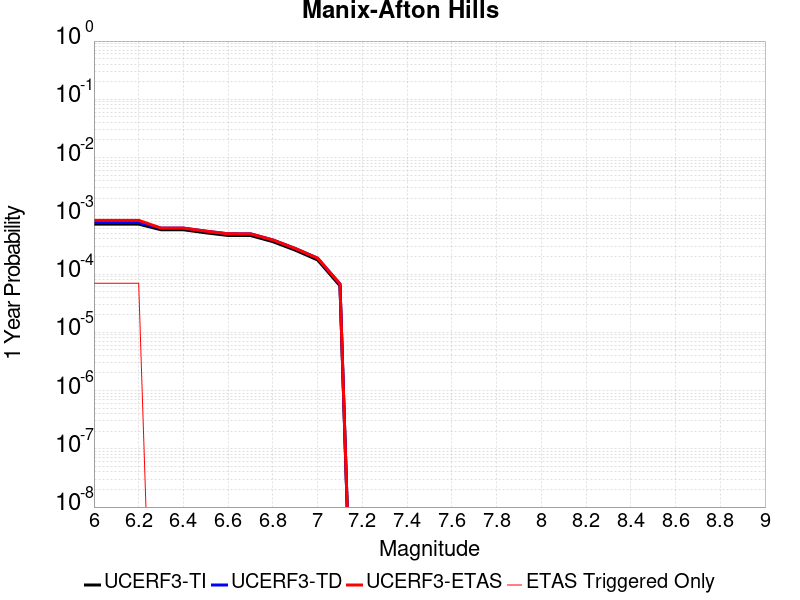 Manix-Afton Hills
1 Year Probability
10^0
10^-1
10^-2
10^-3
10^-4
10^-5
10^-6
10^-7
10^-8
6 6.2 6.4 6.6 6.8 7 7.2 7.4 7.6 7.8 8 8.2 8.4 8.6 8.8 9
Magnitude
UCERF3-TI UCERF3-TD UCERF3-ETAS ETAS Triggered Only